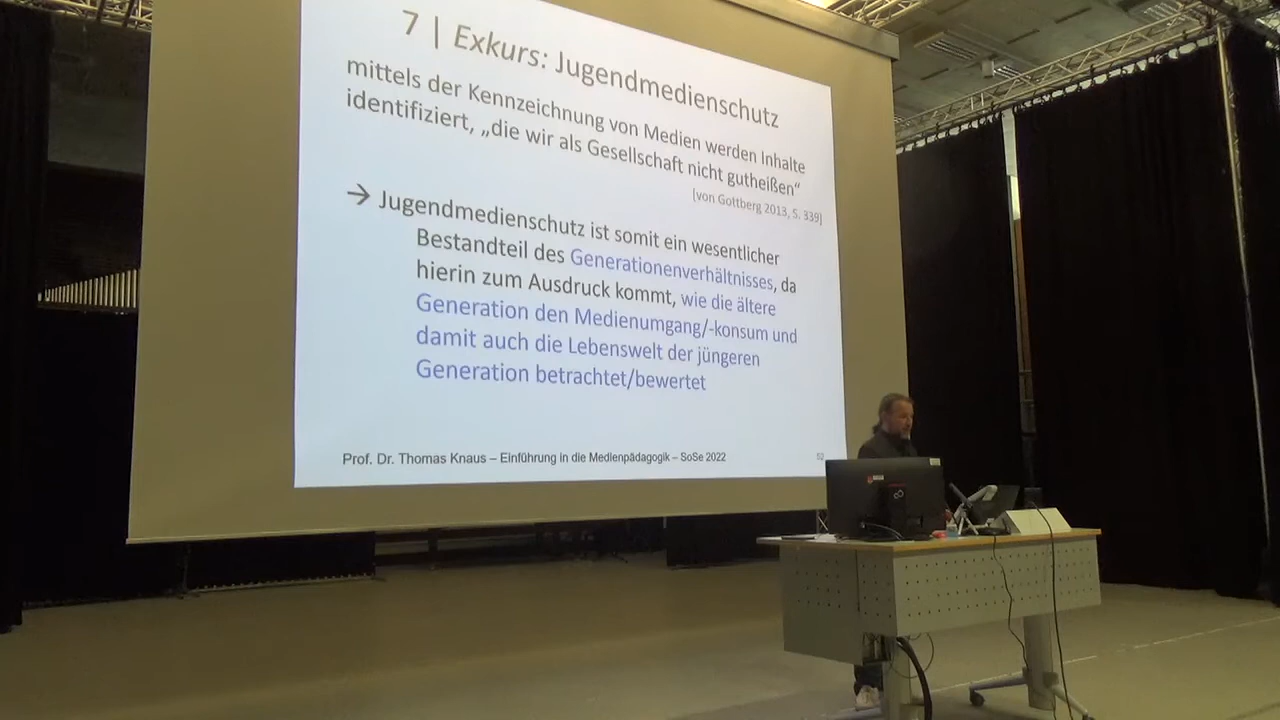 7 | Exkurs: Jugendmedienschutz
mittels der Kennzeichnung von Medien werden Inhalte
identifiziert, „die wir als Gesellschaft nicht gutheißen“
[von Gottberg 2013, S. 339]
→ Jugendmedienschutz ist somit ein wesentlicher
Bestandteil des Generationenverhältnisses, da
hierin zum Ausdruck kommt, wie die ältere
Generation den Medienumgang/-konsum und
damit auch die Lebenswelt der jüngeren
Generation betrachtet/bewertet
Prof. Dr. Thomas Knaus – Einführung in die Medienpädagogik – SoSe 2022
52